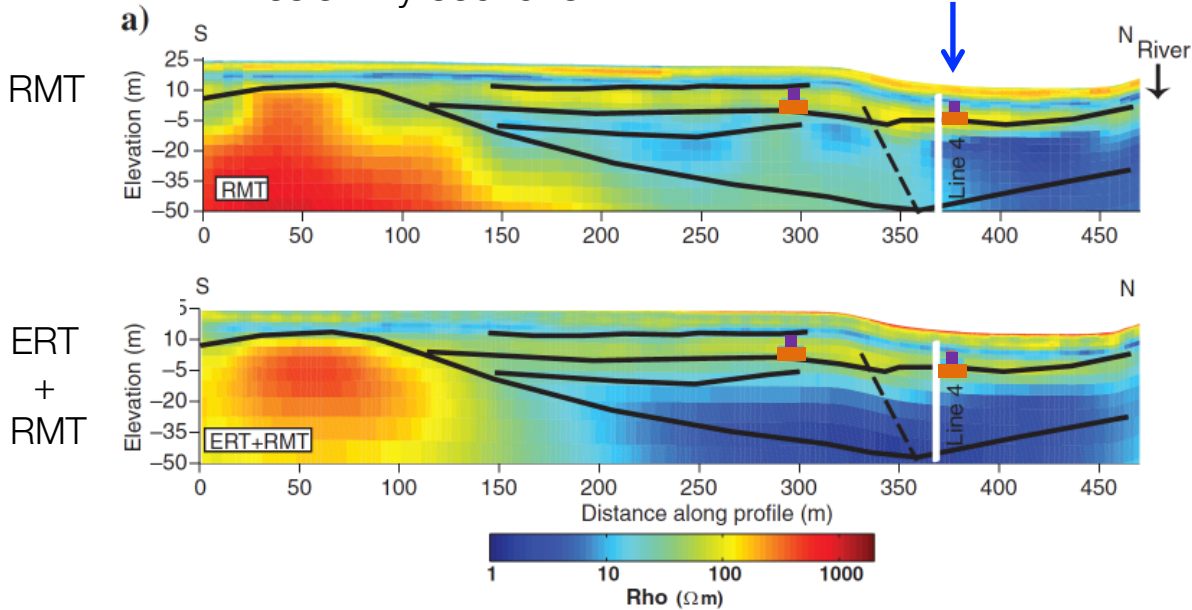 a)
S
N
River
RMT
Elevation (m)
25
10
−5
−20
−35
−50
RMT
Line 4
0 50 100 150 200 250 300 350 400 450
S
N
ERT
+
RMT
Elevation (m)
5
10
−5
−20
−35
−50
ERT+RMT
Line 4
0 50 100 150 200 250 300 350 400 450
Distance along profile (m)
1 10 100 1000
Rho (Ωm)